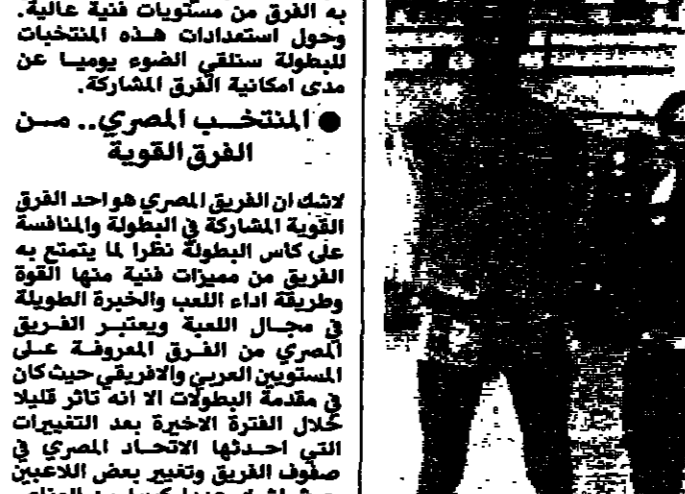 به الفرق من مستويات فنية عالية.
وحول استعدادات هذه المنتخبات
للبطولة سنلقي الضوء يوميا عن
مدى امكانية الفرق المشاركة.
● المنتخب المصري.. من
الفرق القوية
لاشك ان الفريق المصري هو احد الفرق
القوية المشاركة في البطولة والمنافسة
على كأس البطولة نظرا لما يتمتع به
الفريق من مميزات فنية منها القوة
وطريقة اداء اللعب والخبرة الطويلة
في مجال اللعبة ويعتبر الفريق
المصري من الفرق المعروفة على
المستويين العربي والافريقي حيث كان
في مقدمة البطولات الا انه تاثر قليلا
خلال الفترة الاخيرة بعد التغييرات
التي احدثها الاتحاد المصري في
صفوف الفريق وتغيير بعض اللاعبين